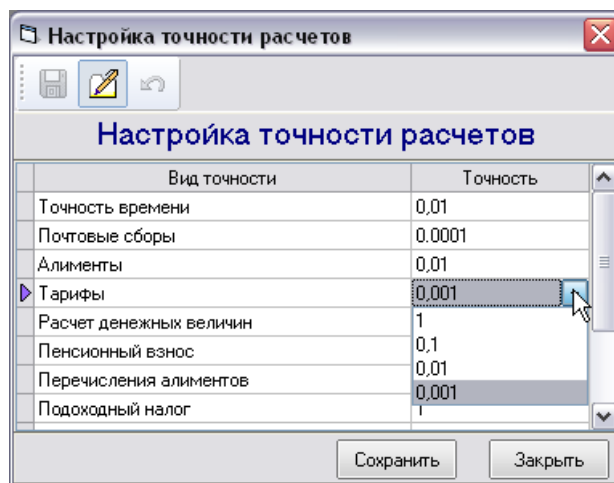 Настройка точности расчетов
Настройка точности расчетов
Вид точности Точность
Точность времени 0,01
Почтовые сборы 0.0001
Алименты 0,01
Тарифы 0,001
Расчет денежных величин 1
Пенсионный взнос 0,1
Перечисления алиментов 0,01
0,001
Подоходный налог 1
Сохранить Закрыть